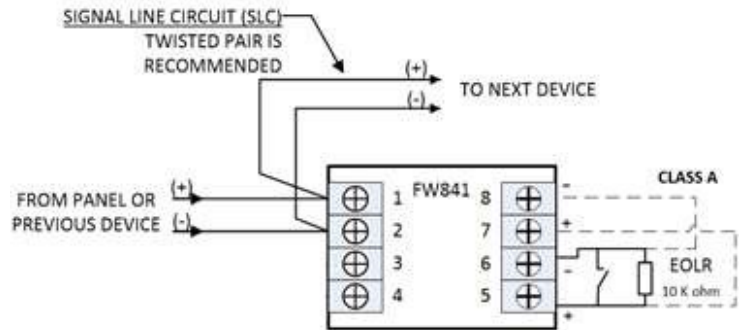 SIGNAL LINE CIRCUIT (SLC)
TWISTED PAIR IS
RECOMMENDED
(+)
(-)
TO NEXT DEVICE
FROM PANEL OR
PREVIOUS DEVICE
(+)
(-)
FW841
1
2
3
4
8
7
6
5
-
+
-
+
CLASS A
EOLR
10 K ohm